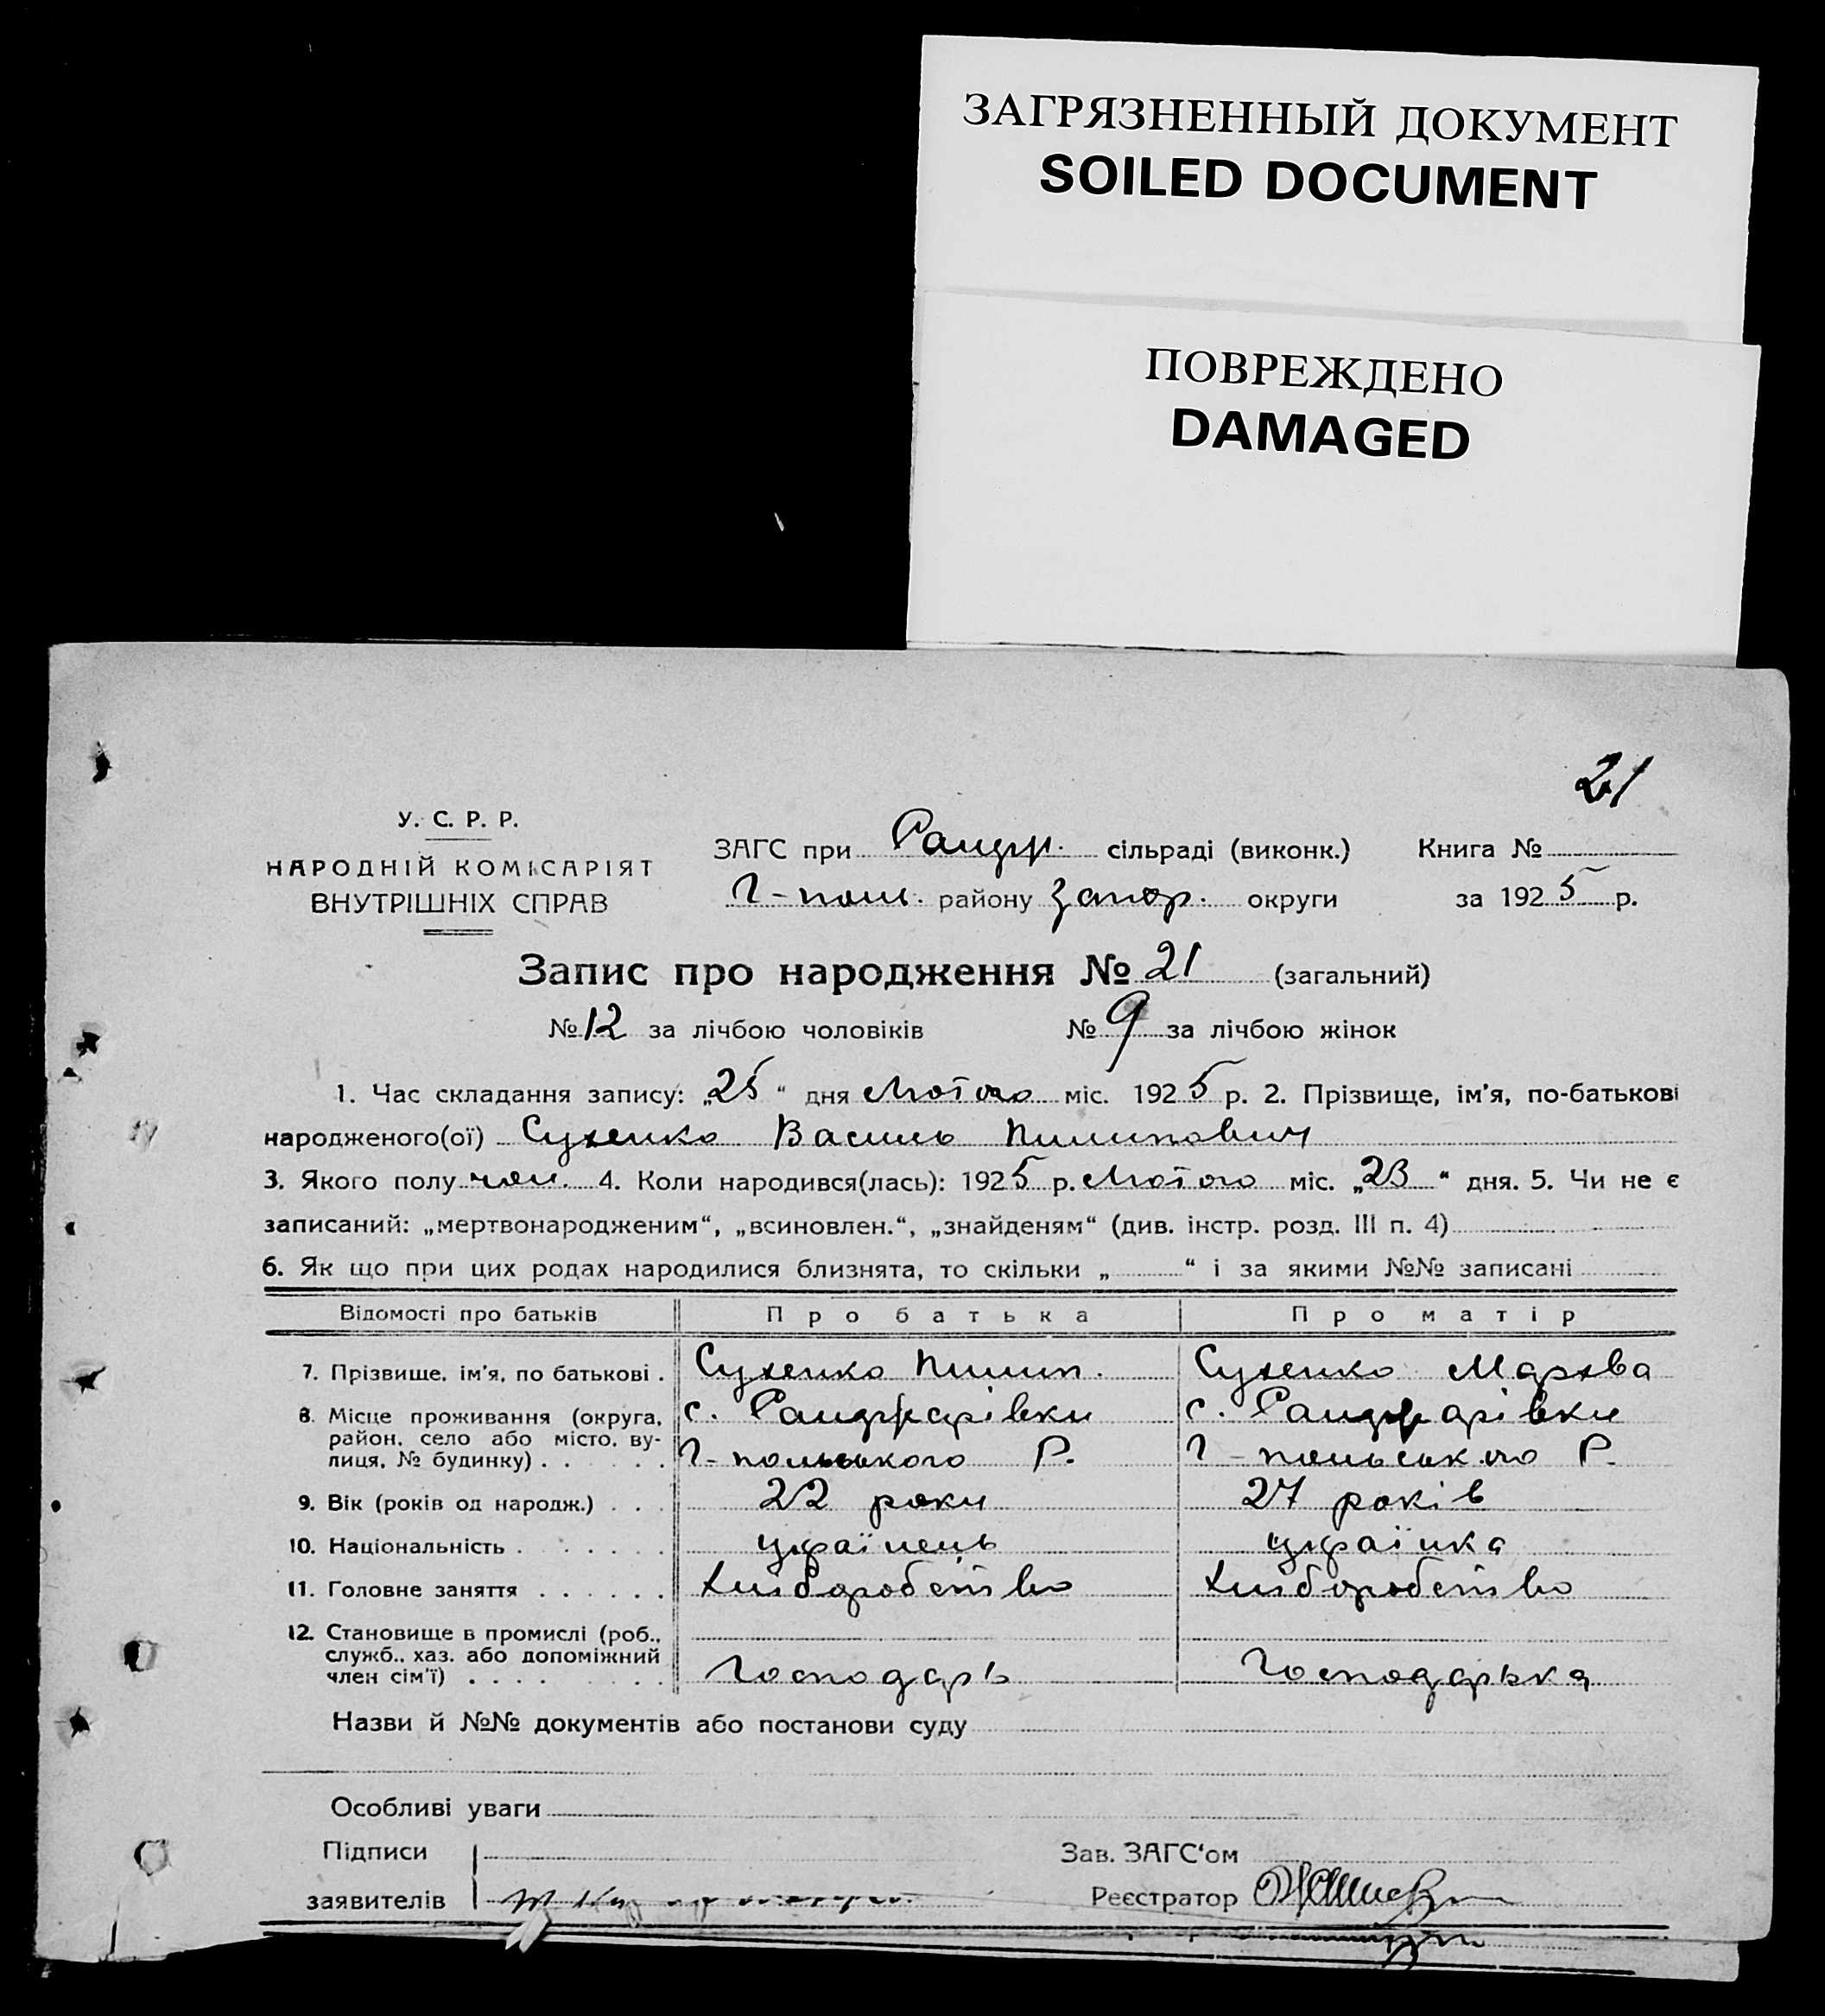 ЗАГРЯЗНЕННЫЙ ДОКУМЕНТ
SOILED DOCUMENT
ПОВРЕЖДЕНО
DAMAGED
21
У. С. Р. Р.
НАРОДНІЙ КОМІСАРІЯТ
ВНУТРІШНІХ СПРАВ
ЗАГС при Рандр. сільраді (виконк.) Книга №
Г-поль. району Запор. округи за 1925 р.
Запис про народження № 21 (загальний)
№ 12 за лічбою чоловіків № 9 за лічбою жінок
1. Час складання запису: „25“ дня Лютого міс. 1925 р. 2. Прізвище, ім'я, по-батькові
народженого(ої) Сухенко Василь Пилипович
3. Якого полу чол. 4. Коли народився(лась): 1925 р. Лютого міс. „23“ дня. 5. Чи не є
записаний: „мертвонародженим“, „всиновлен.“, „знайденям“ (див. інстр. розд. III п. 4)
6. Як що при цих родах народилися близнята, то скільки „ “ і за якими №№ записані
Відомості про батьків Про батька Про матір
7. Прізвище, ім'я, по батькові . Сухенко Пилип. Сухенко Мархва
8. Місце проживання (округа, район, село або місто, вулиця, № будинку) . . . . . .
с.
Г-польського Р.
с.
Г-польського Р.
9. Вік (років од народж.) . . . 22 роки 27 років
10. Національність . . . . . . українець українка
11. Головне заняття . . . . . . Хліборобство Хліборобство
12. Становище в промислі (роб., служб., хаз. або допоміжний член сім'ї) . . . . . . . Господарь Господарька
Назви й №№ документів або постанови суду
Особливі уваги
Підписи
заявителів
Зав. ЗАГС'ом
Реєстратор